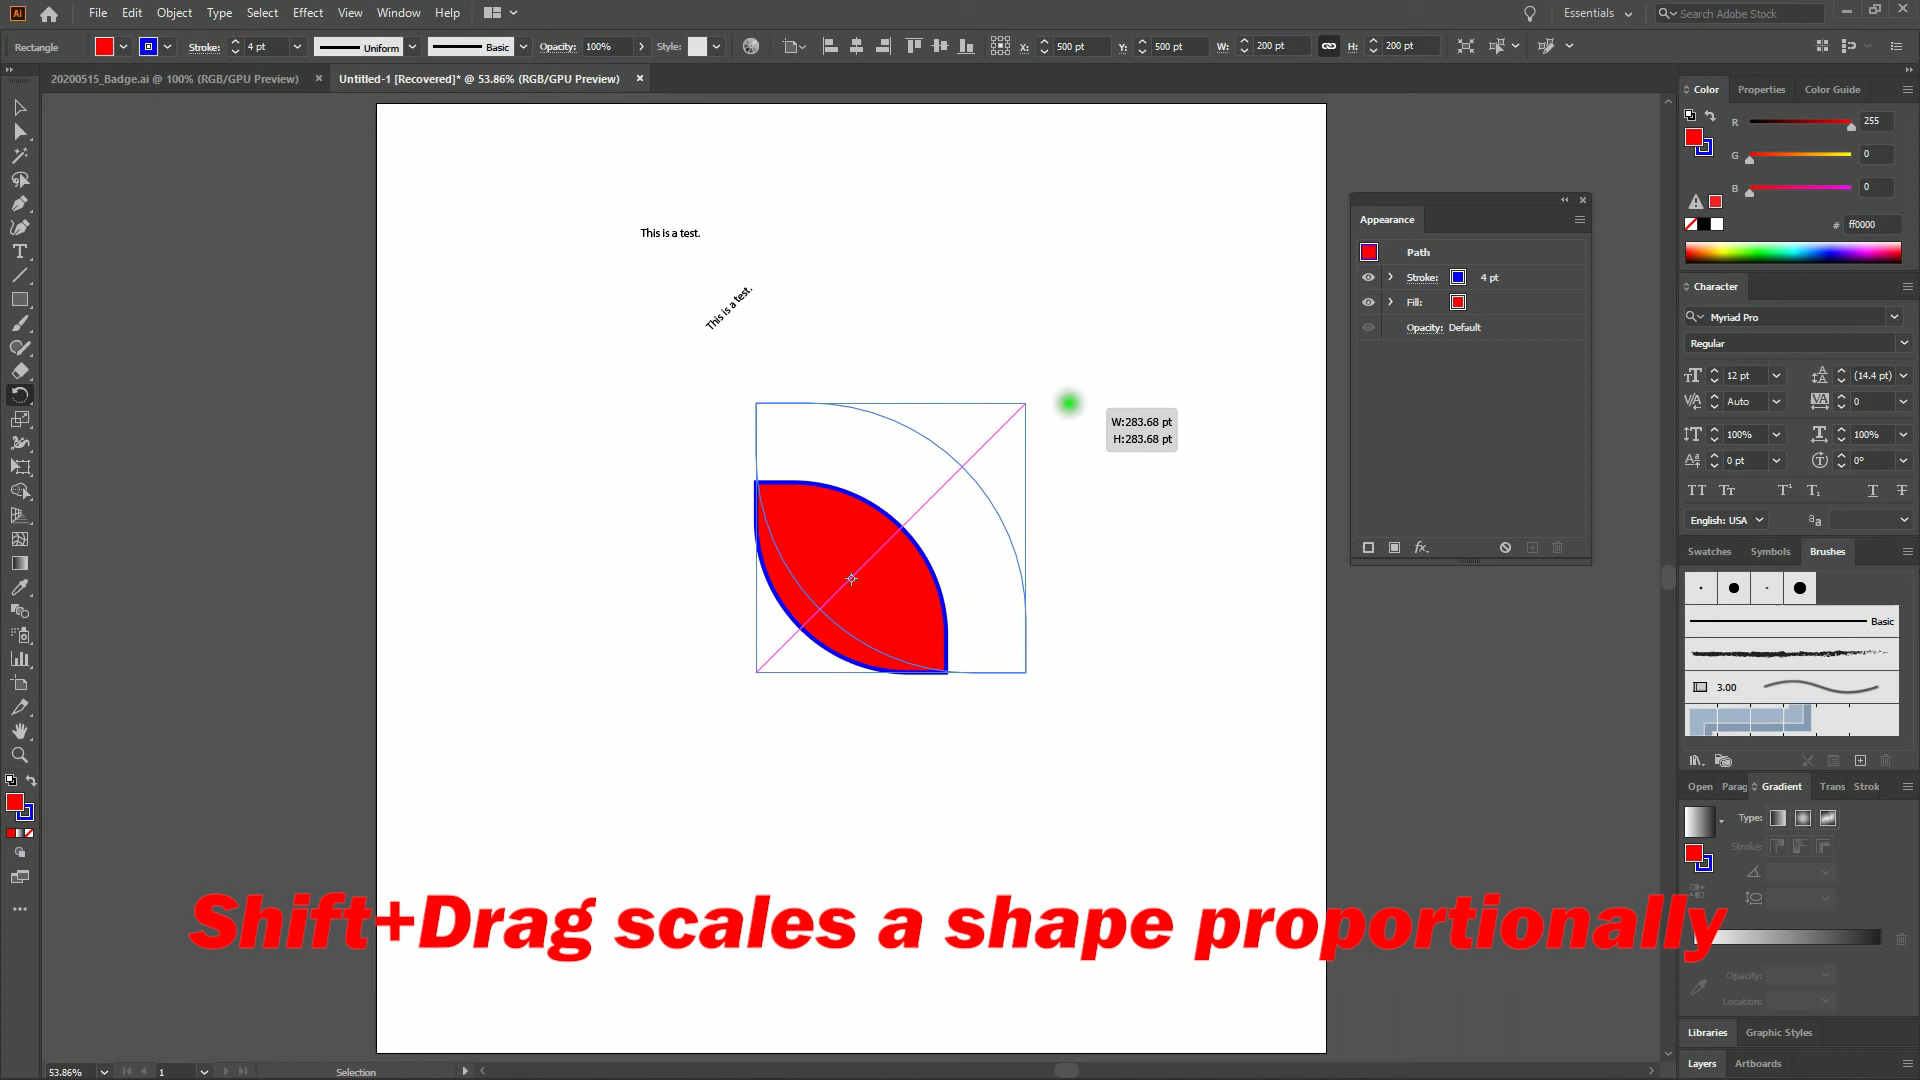 Ai File Edit Object Type Select Effect View Window Help Essentials Search Adobe Stock
Rectangle Stroke: 4 pt Uniform Basic Opacity: 100% Style: X: 500 pt Y: 500 pt W: 200 pt H: 200 pt
20200515_Badge.ai @ 100% (RGB/GPU Preview) Untitled-1 [Recovered]* @ 53.86% (RGB/GPU Preview)
Color Properties Color Guide
R 255
G 0
B 0
# ff0000
Appearance
Path
Stroke: 4 pt
Fill:
Opacity: Default
fx
This is a test.
This is a test.
W:283.68 pt
H:283.68 pt
Character
Myriad Pro
Regular
12 pt (14.4 pt)
Auto 0
100% 100%
0 pt 0°
English: USA
Swatches Symbols Brushes
Basic
3.00
Open Parag Gradient Trans Strok
Type:
Stroke:
Opacity:
Location:
Shift+Drag scales a shape proportionally
Libraries Graphic Styles
Layers Artboards
53.86% 1 Selection